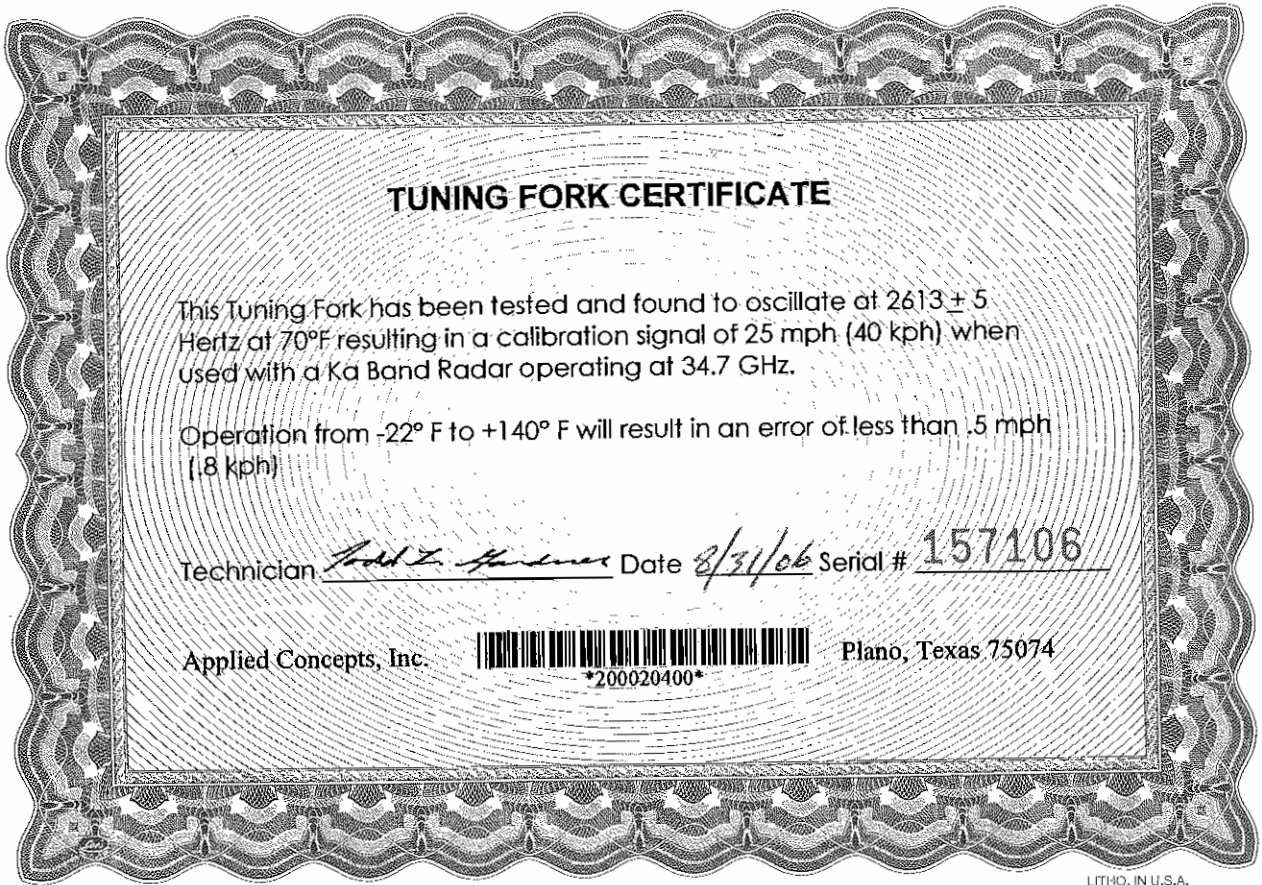 TUNING FORK CERTIFICATE
This Tuning Fork has been tested and found to oscillate at 2613 ± 5
Hertz at 70°F resulting in a calibration signal of 25 mph (40 kph) when
used with a Ka Band Radar operating at 34.7 GHz.
Operation from -22° F to +140° F will result in an error of less than .5 mph
(.8 kph)
Technician Todd L. Gardner Date 8/31/06 Serial # 157106
Applied Concepts, Inc. *200020400* Plano, Texas 75074
LITHO. IN U.S.A.